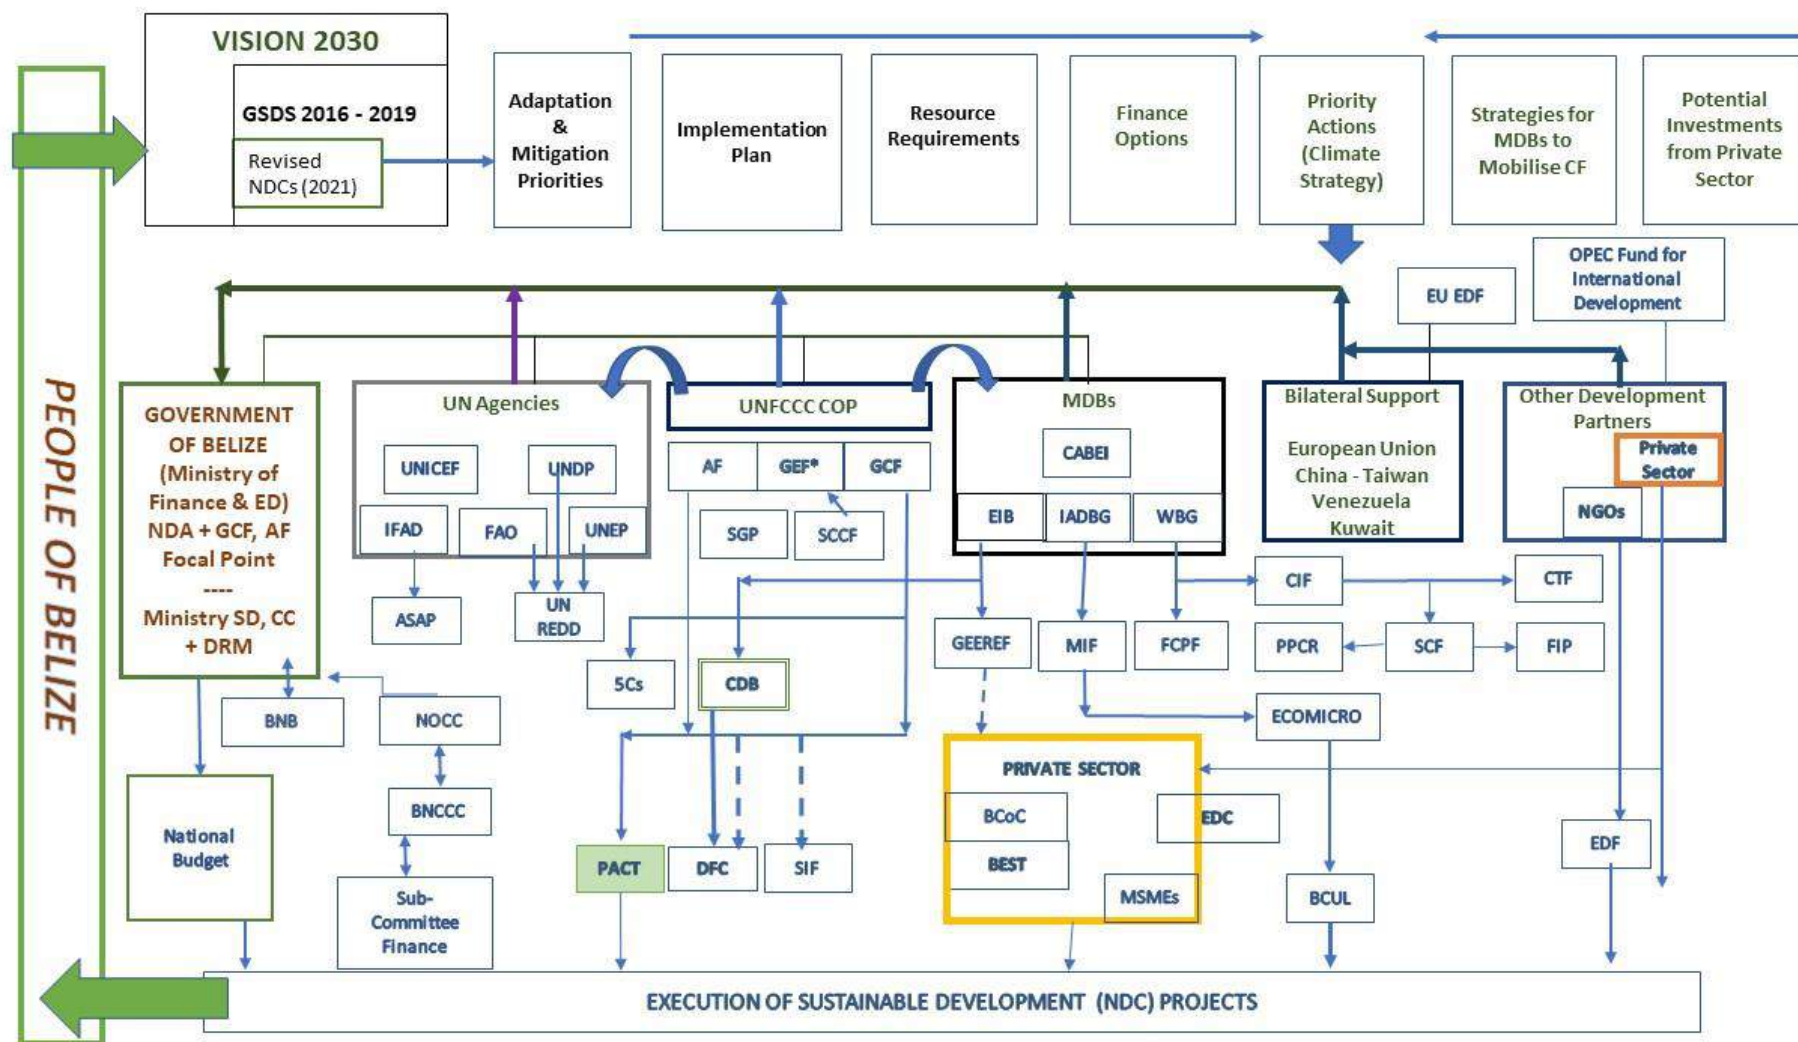 VISION 2030
GSDS 2016 - 2019
Revised
NDCs (2021)
Adaptation
&
Mitigation
Priorities
Implementation
Plan
Resource
Requirements
Finance
Options
Priority
Actions
(Climate
Strategy)
Strategies for
MDBs to
Mobilise CF
Potential
Investments
from Private
Sector
OPEC Fund for
International
Development
EU EDF
PEOPLE OF BELIZE
GOVERNMENT
OF BELIZE
(Ministry of
Finance & ED)
NDA + GCF, AF
Focal Point
----
Ministry SD, CC
+ DRM
UN Agencies
UNICEF
UNDP
IFAD
FAO
UNEP
ASAP
UN
REDD
UNFCCC COP
AF
GEF*
GCF
SGP
SCCF
MDBs
CABEI
EIB
IADBG
WBG
Bilateral Support
European Union
China - Taiwan
Venezuela
Kuwait
Other Development
Partners
Private
Sector
NGOs
CIF
CTF
GEEREF
MIF
FCPF
PPCR
SCF
FIP
5Cs
CDB
BNB
NOCC
ECOMICRO
BNCCC
National
Budget
Sub-
Committee
Finance
PACT
DFC
SIF
PRIVATE SECTOR
BCoC
EDC
BEST
MSMEs
BCUL
EDF
EXECUTION OF SUSTAINABLE DEVELOPMENT (NDC) PROJECTS